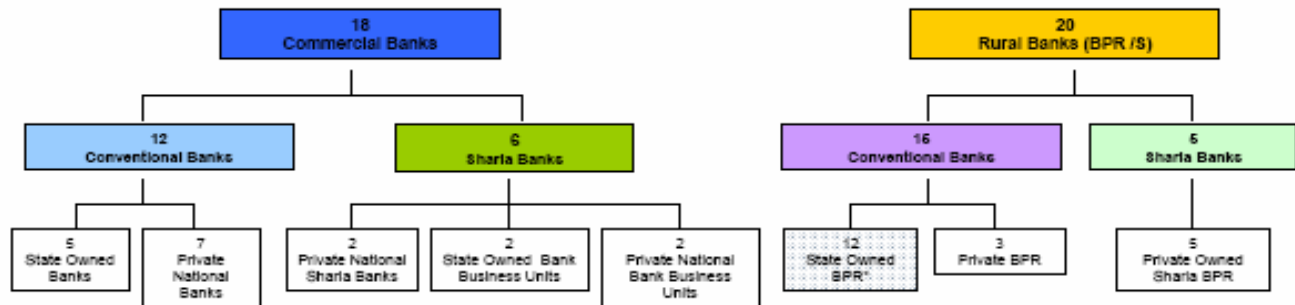 18
Commercial Banks
20
Rural Banks (BPR /S)
12
Conventional Banks
6
Sharia Banks
15
Conventional Banks
5
Sharia Banks
5
State Owned
Banks
7
Private
National
Banks
2
Private National
Sharia Banks
2
State Owned Bank
Business Units
2
Private National
Bank Business
Units
12
State Owned
BPR*
3
Private BPR
5
Private Owned
Sharia BPR